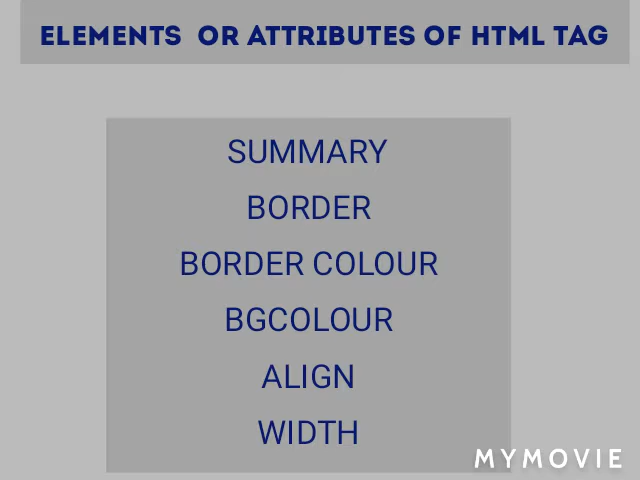 ELEMENTS OR ATTRIBUTES OF HTML TAG
SUMMARY
BORDER
BORDER COLOUR
BGCOLOUR
ALIGN
WIDTH
MYMOVIE